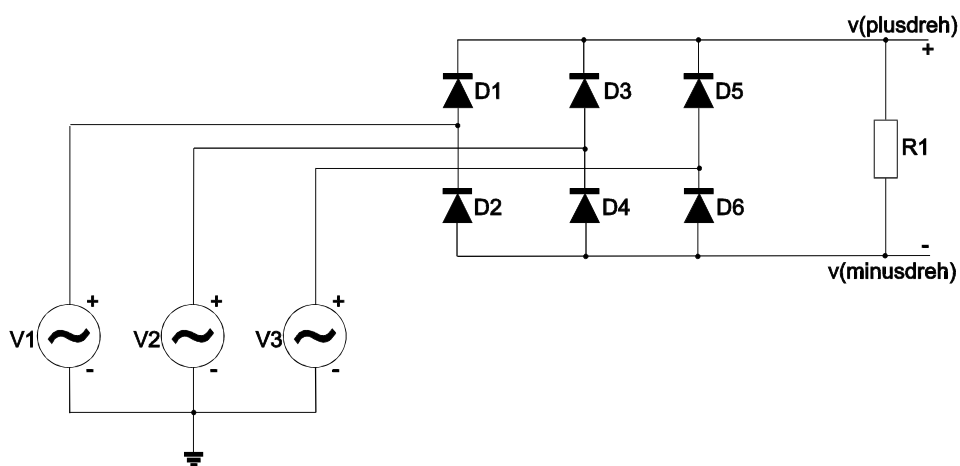 v(plusdreh)
+
D1
D3
D5
R1
D2
D4
D6
-
v(minusdreh)
+
+
+
V1
V2
V3
-
-
-